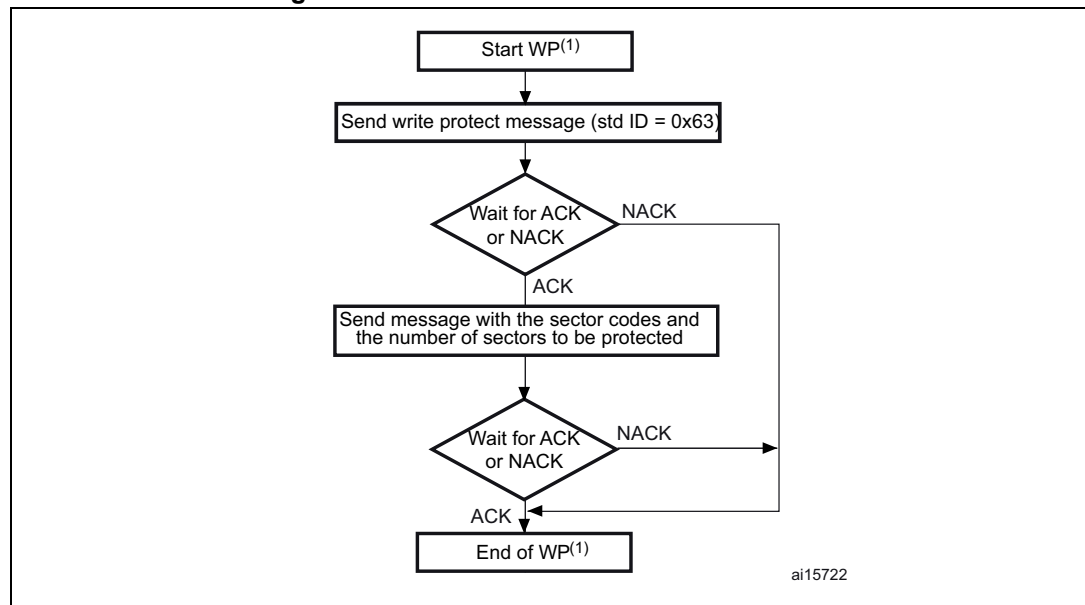 Start WP(1)
Send write protect message (std ID = 0x63)
Wait for ACK
or NACK
NACK
ACK
Send message with the sector codes and
the number of sectors to be protected
Wait for ACK
or NACK
NACK
ACK
End of WP(1)
ai15722